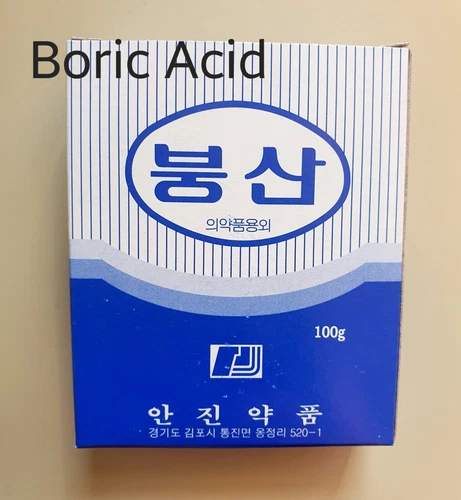 Boric Acid
붕산
의약품용외
100g
안진약품
경기도 김포시 통진면 옹정리 520-1